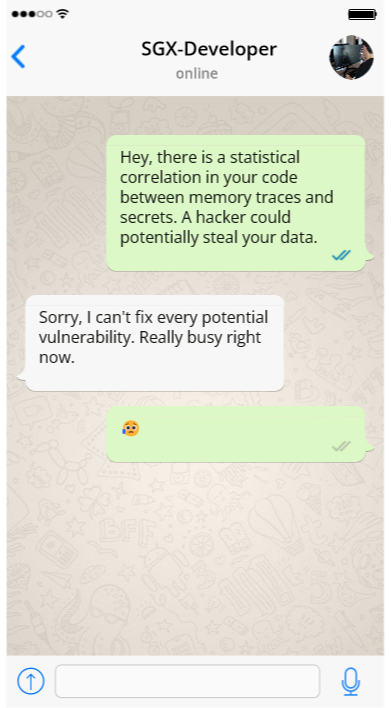 SGX-Developer
online
Hey, there is a statistical
correlation in your code
between memory traces and
secrets. A hacker could
potentially steal your data.
Sorry, I can't fix every potential
vulnerability. Really busy right
now.
😥
BFF